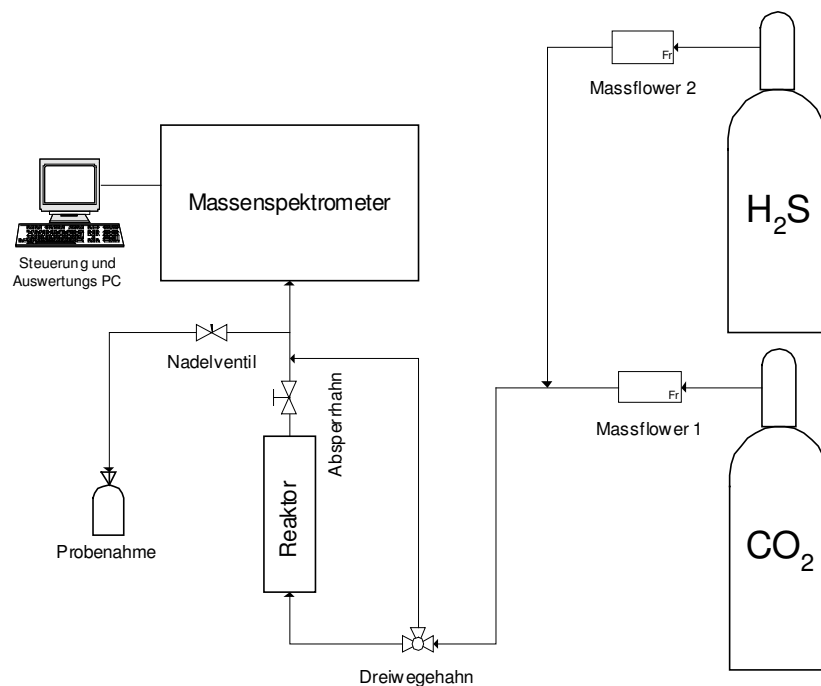 Fr
Massflower 2
H₂S
Massenspektrometer
Steuerung und
Auswertungs PC
Nadelventil
Absperrhahn
Fr
Massflower 1
CO₂
Reaktor
Probenahme
Dreiwegehahn